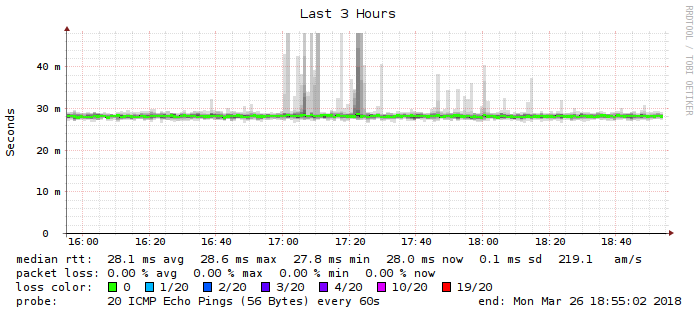 Last 3 Hours
RRDTOOL / TOBI OETIKER
Seconds
40 m
30 m
20 m
10 m
0
16:00 16:20 16:40 17:00 17:20 17:40 18:00 18:20 18:40
median rtt: 28.1 ms avg 28.6 ms max 27.8 ms min 28.0 ms now 0.1 ms sd 219.1 am/s
packet loss: 0.00 % avg 0.00 % max 0.00 % min 0.00 % now
loss color: 0 1/20 2/20 3/20 4/20 10/20 19/20
probe: 20 ICMP Echo Pings (56 Bytes) every 60s end: Mon Mar 26 18:55:02 2018